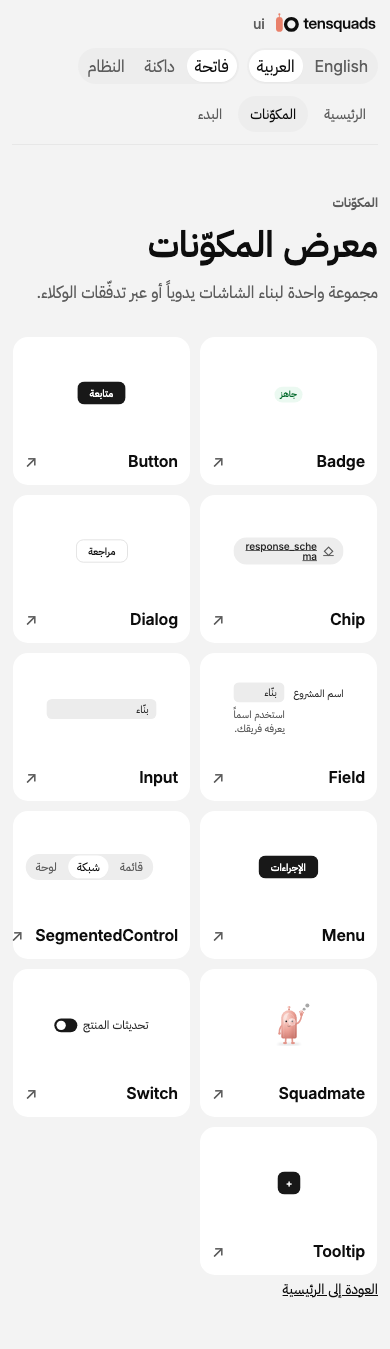 tensquads ui
English العربية فاتحة داكنة النظام
الرئيسية المكوّنات البدء
المكوّنات
معرض المكوّنات
مجموعة واحدة لبناء الشاشات يدوياً أو عبر تدفّقات الوكلاء.
جاهز
Badge
متابعة
Button
response_sche
ma
Chip
مراجعة
Dialog
اسم المشروع بنّاء
استخدم اسماً
يعرفه فريقك.
Field
بنّاء
Input
الإجراءات
Menu
قائمة شبكة لوحة
SegmentedControl
Squadmate
تحديثات المنتج
Switch
+
Tooltip
العودة إلى الرئيسية